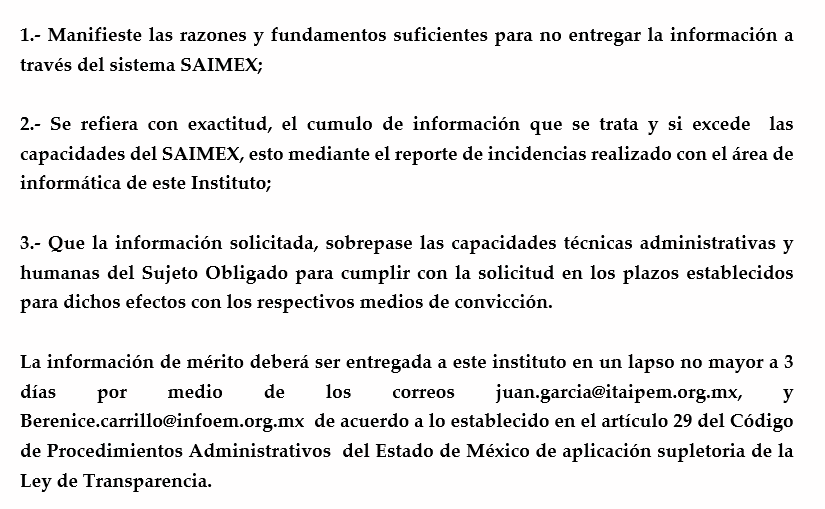 1.- Manifieste las razones y fundamentos suficientes para no entregar la información a
través del sistema SAIMEX;
2.- Se refiera con exactitud, el cumulo de información que se trata y si excede las
capacidades del SAIMEX, esto mediante el reporte de incidencias realizado con el área de
informática de este Instituto;
3.- Que la información solicitada, sobrepase las capacidades técnicas administrativas y
humanas del Sujeto Obligado para cumplir con la solicitud en los plazos establecidos
para dichos efectos con los respectivos medios de convicción.
La información de mérito deberá ser entregada a este instituto en un lapso no mayor a 3
días por medio de los correos juan.garcia@itaipem.org.mx, y
Berenice.carrillo@infoem.org.mx de acuerdo a lo establecido en el artículo 29 del Código
de Procedimientos Administrativos del Estado de México de aplicación supletoria de la
Ley de Transparencia.